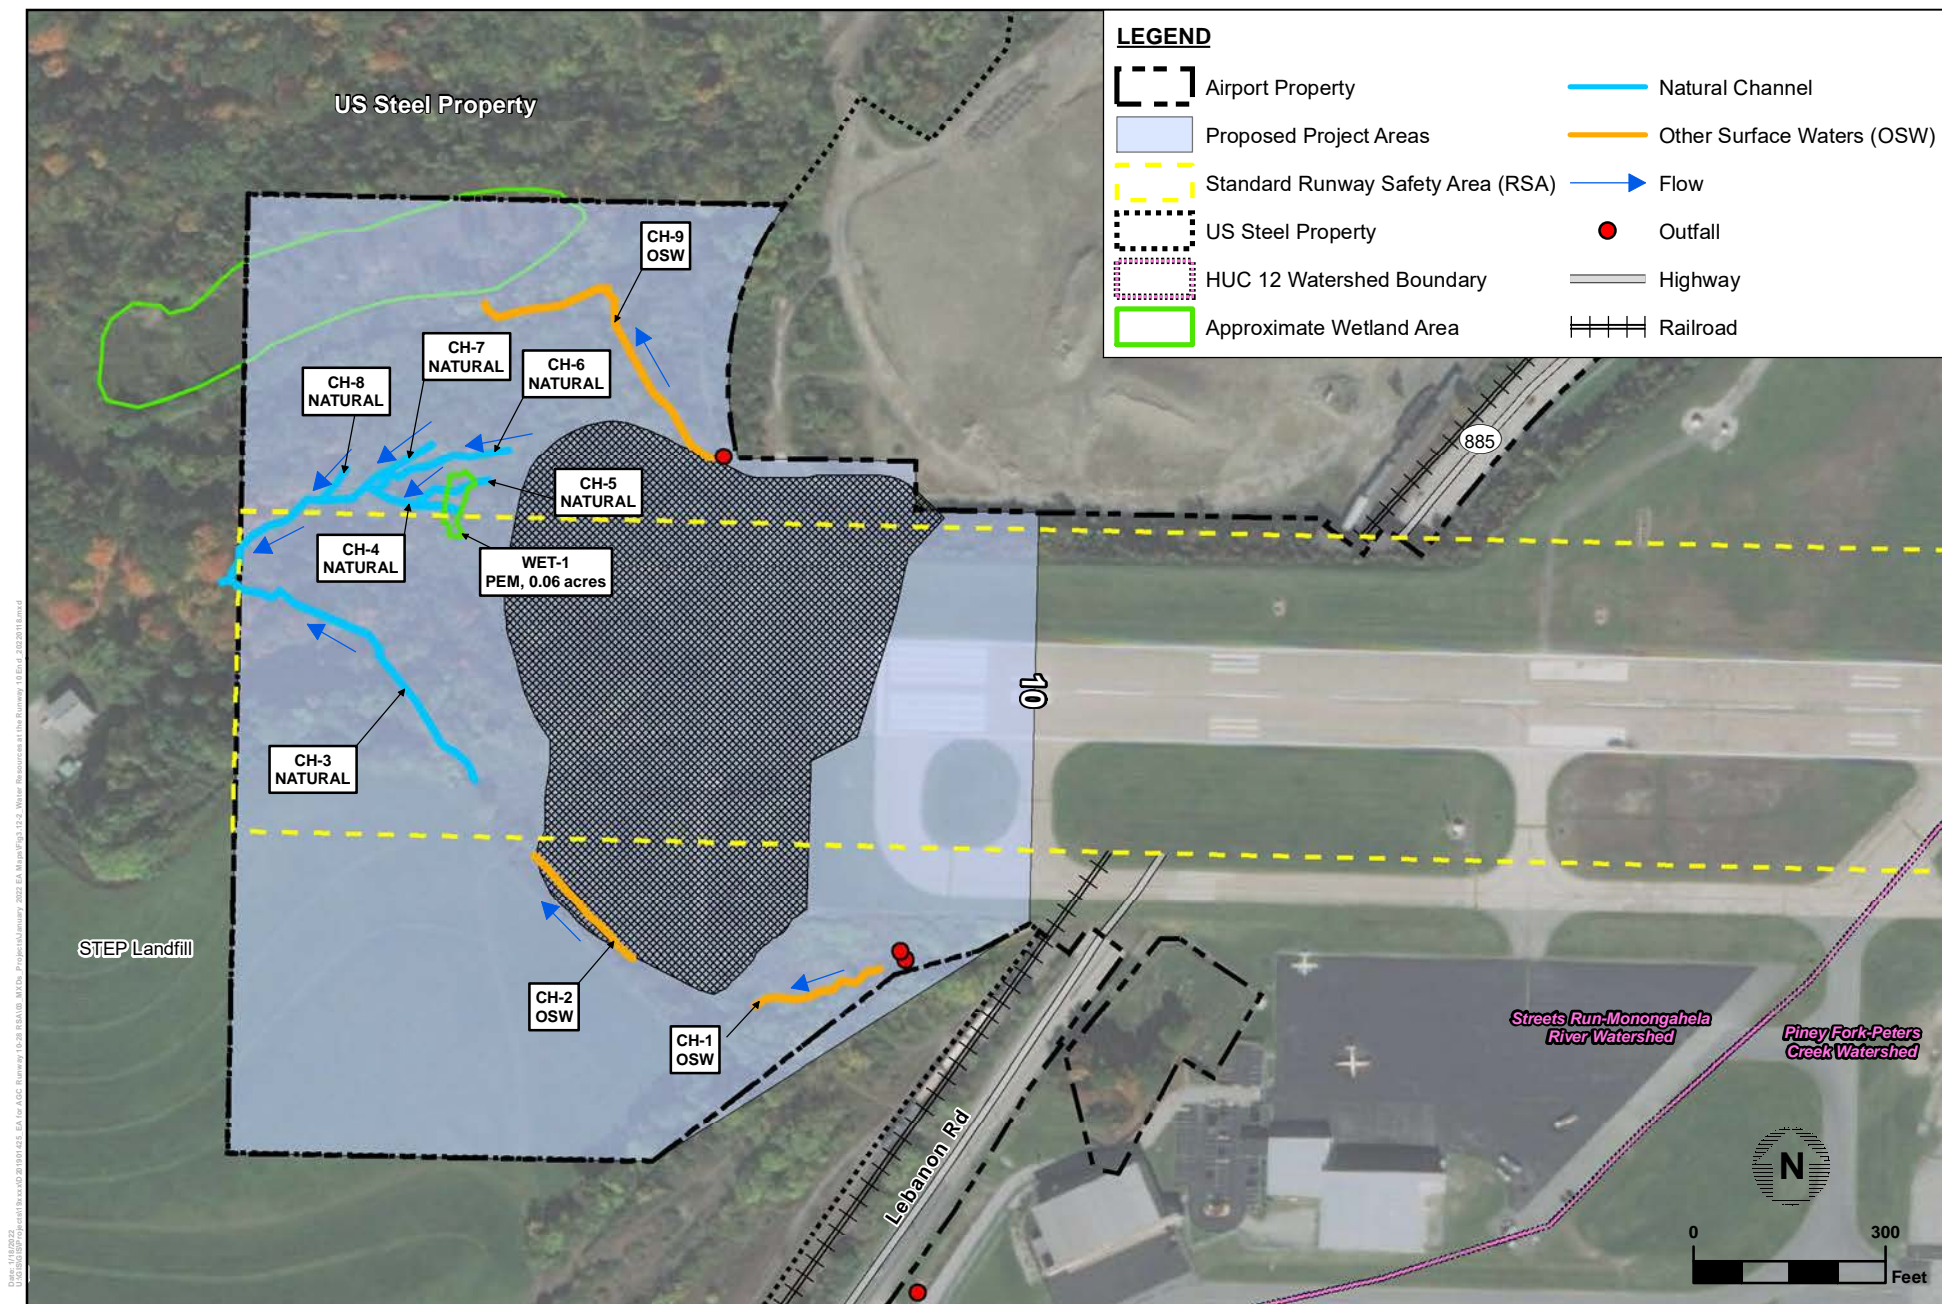 LEGEND
Airport Property
Proposed Project Areas
Standard Runway Safety Area (RSA)
US Steel Property
HUC 12 Watershed Boundary
Approximate Wetland Area
Natural Channel
Other Surface Waters (OSW)
Flow
Outfall
Highway
Railroad
US Steel Property
CH-9
OSW
CH-7
NATURAL
CH-6
NATURAL
CH-8
NATURAL
885
CH-5
NATURAL
CH-4
NATURAL
WET-1
PEM, 0.06 acres
10
CH-3
NATURAL
STEP Landfill
CH-2
OSW
CH-1
OSW
Streets Run-Monongahela
River Watershed
Piney Fork-Peters
Creek Watershed
Lebanon Rd
N
0 300
Feet
Date: 1/18/2022